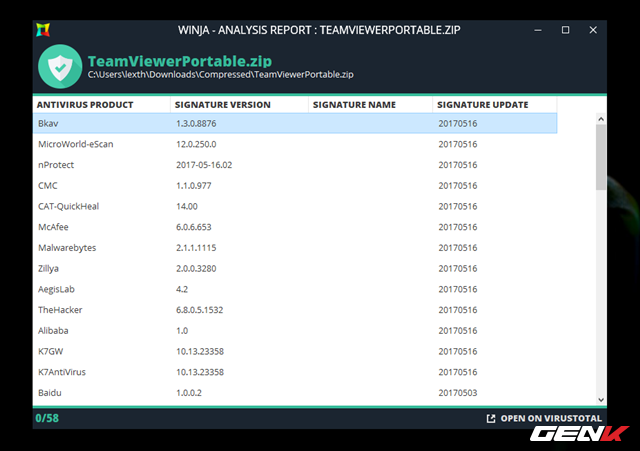 WINJA - ANALYSIS REPORT : TEAMVIEWERPORTABLE.ZIP
TeamViewerPortable.zip
C:\Users\lexth\Downloads\Compressed\TeamViewerPortable.zip
ANTIVIRUS PRODUCT SIGNATURE VERSION SIGNATURE NAME SIGNATURE UPDATE
Bkav 1.3.0.8876 20170516
MicroWorld-eScan 12.0.250.0 20170516
nProtect 2017-05-16.02 20170516
CMC 1.1.0.977 20170516
CAT-QuickHeal 14.00 20170516
McAfee 6.0.6.653 20170516
Malwarebytes 2.1.1.1115 20170516
Zillya 2.0.0.3280 20170516
AegisLab 4.2 20170516
TheHacker 6.8.0.5.1532 20170516
Alibaba 1.0 20170516
K7GW 10.13.23358 20170516
K7AntiVirus 10.13.23358 20170516
Baidu 1.0.0.2 20170503
0/58 OPEN ON VIRUSTOTAL
GENK